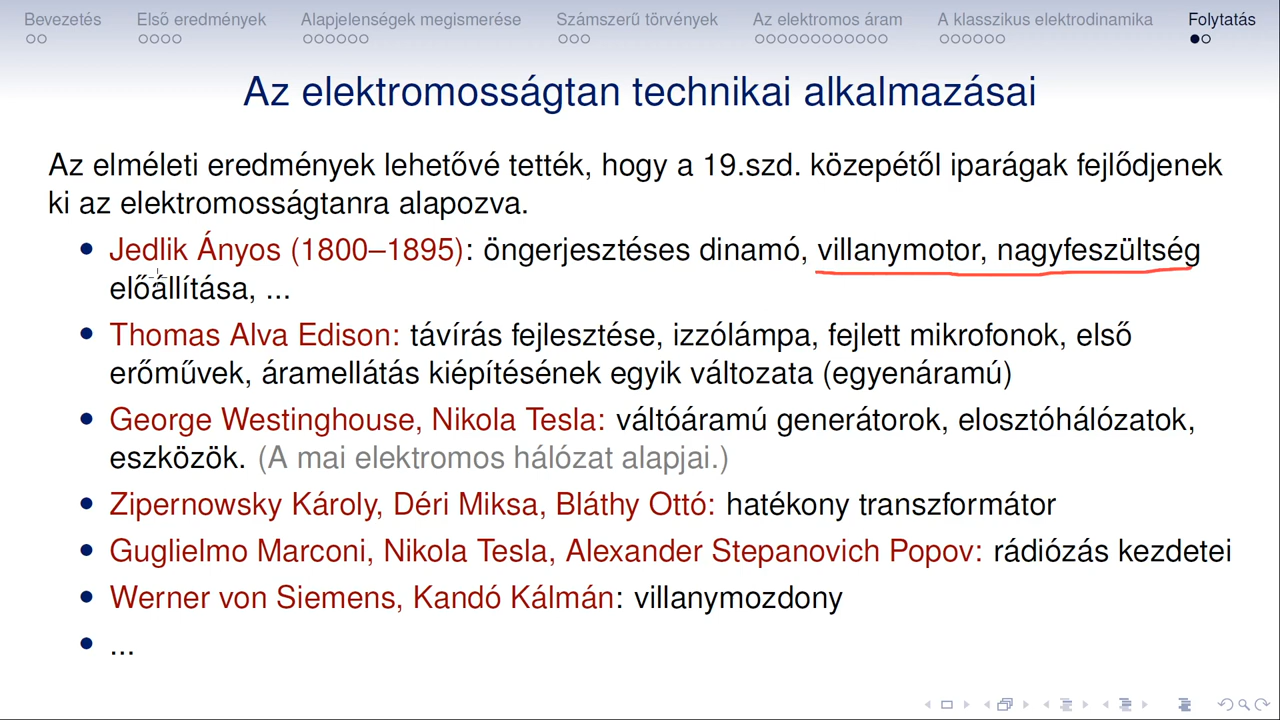 Bevezetés Első eredmények Alapjelenségek megismerése Számszerű törvények Az elektromos áram A klasszikus elektrodinamika Folytatás
Az elektromosságtan technikai alkalmazásai
Az elméleti eredmények lehetővé tették, hogy a 19.szd. közepétől iparágak fejlődjenek
ki az elektromosságtanra alapozva.
• Jedlik Ányos (1800–1895): öngerjesztéses dinamó, villanymotor, nagyfeszültség
előállítása, ...
• Thomas Alva Edison: távírás fejlesztése, izzólámpa, fejlett mikrofonok, első
erőművek, áramellátás kiépítésének egyik változata (egyenáramú)
• George Westinghouse, Nikola Tesla: váltóáramú generátorok, elosztóhálózatok,
eszközök. (A mai elektromos hálózat alapjai.)
• Zipernowsky Károly, Déri Miksa, Bláthy Ottó: hatékony transzformátor
• Guglielmo Marconi, Nikola Tesla, Alexander Stepanovich Popov: rádiózás kezdetei
• Werner von Siemens, Kandó Kálmán: villanymozdony
• ...